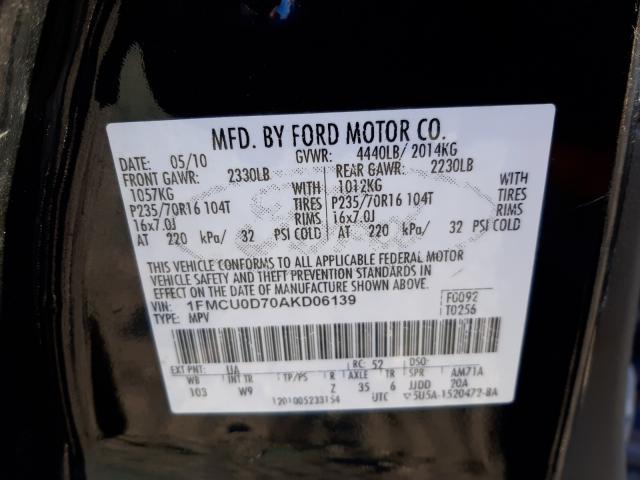 MFD. BY FORD MOTOR CO.
DATE: 05/10 GVWR: 4440LB/ 2014KG
FRONT GAWR: 2330LB REAR GAWR: 2230LB
1057KG WITH 1012KG WITH
P235/70R16 104T TIRES P235/70R16 104T TIRES
16x7.0J RIMS 16x7.0J RIMS
AT 220 kPa/ 32 PSI COLD AT 220 kPa/ 32 PSI COLD
THIS VEHICLE CONFORMS TO ALL APPLICABLE FEDERAL MOTOR
VEHICLE SAFETY AND THEFT PREVENTION STANDARDS IN
EFFECT ON THE DATE OF MANUFACTURE SHOWN ABOVE.
VIN: 1FMCU0D70AKD06139 FG092
TYPE: MPV T0256
EXT PNT: UA RC: 52 DSO:
WB INT TR TP/PS R AXLE TR SPR AM71A
103 W9 Z 35 6 JJDD 20A
1201005233154 UTC 5U5A-1520472-BA